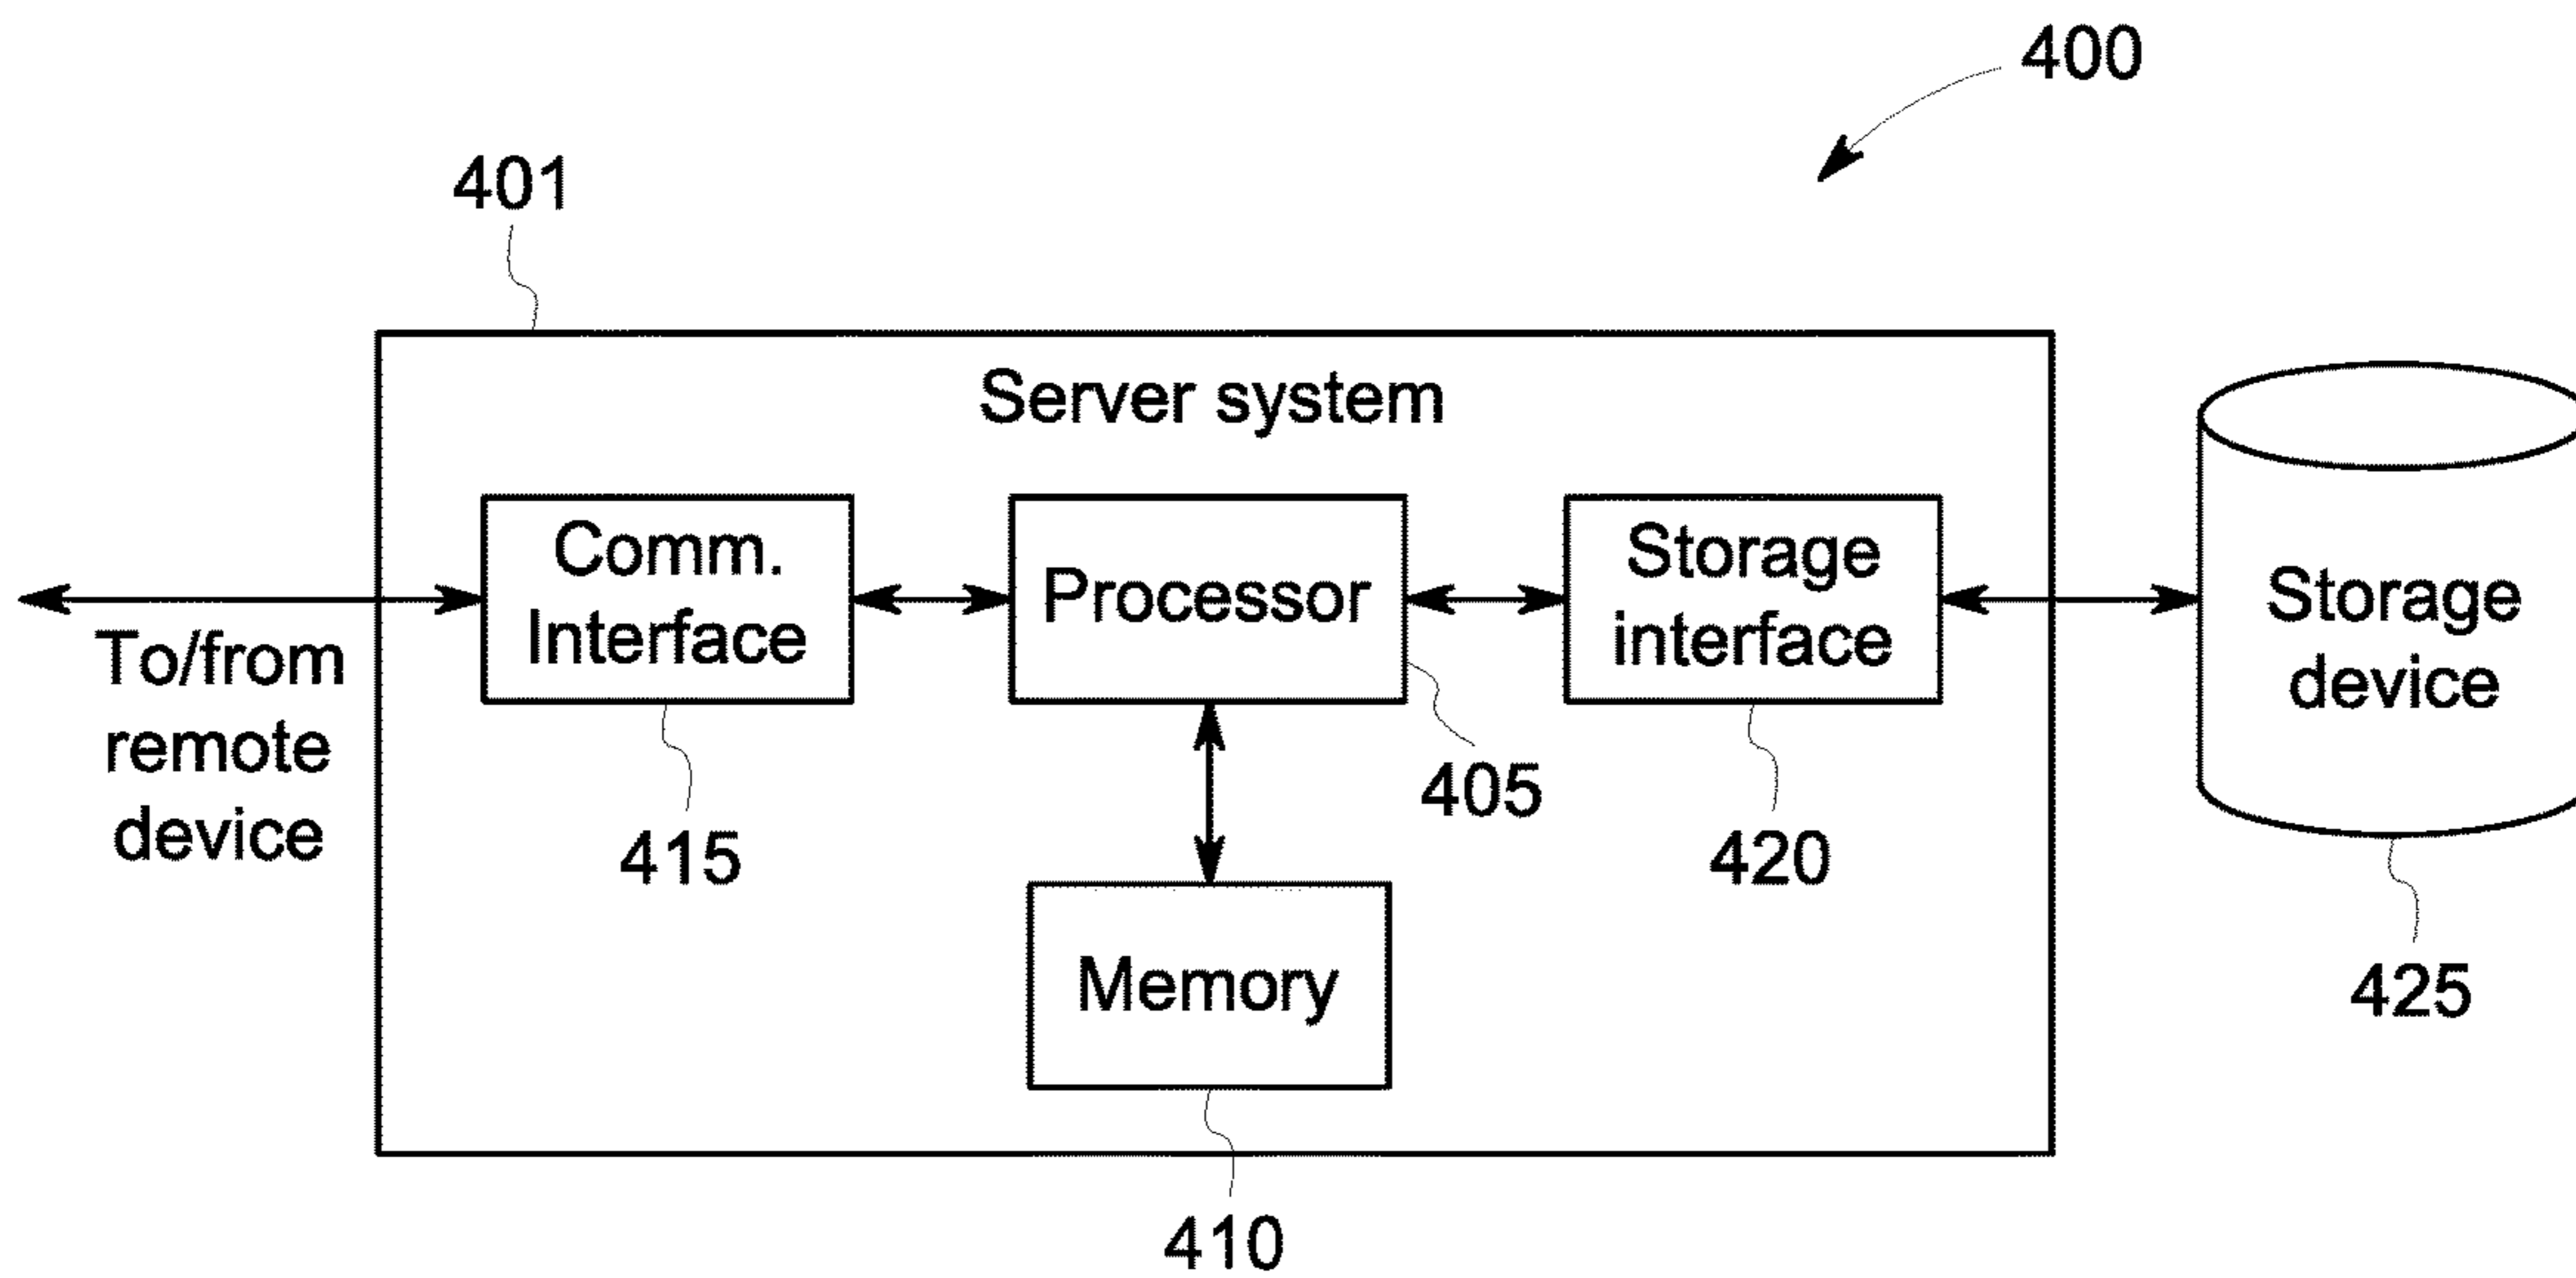 400
401
Server system
Comm.
Interface
Processor
Storage
interface
Storage
device
To/from
remote
device
415
405
420
425
Memory
410